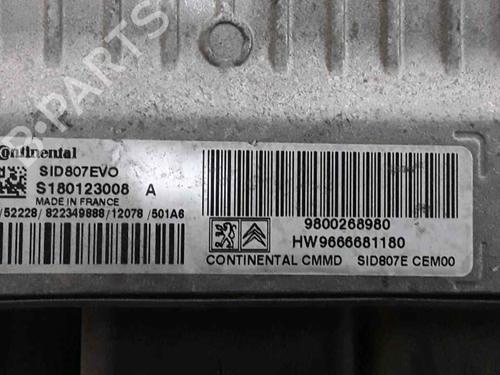 Continental
SID807EVO
S180123008 A
MADE IN FRANCE
/52228/822349888/12078/501A6
9800268980
HW9666681180
CONTINENTAL CMMD SID807E CEM00
B-PARTS